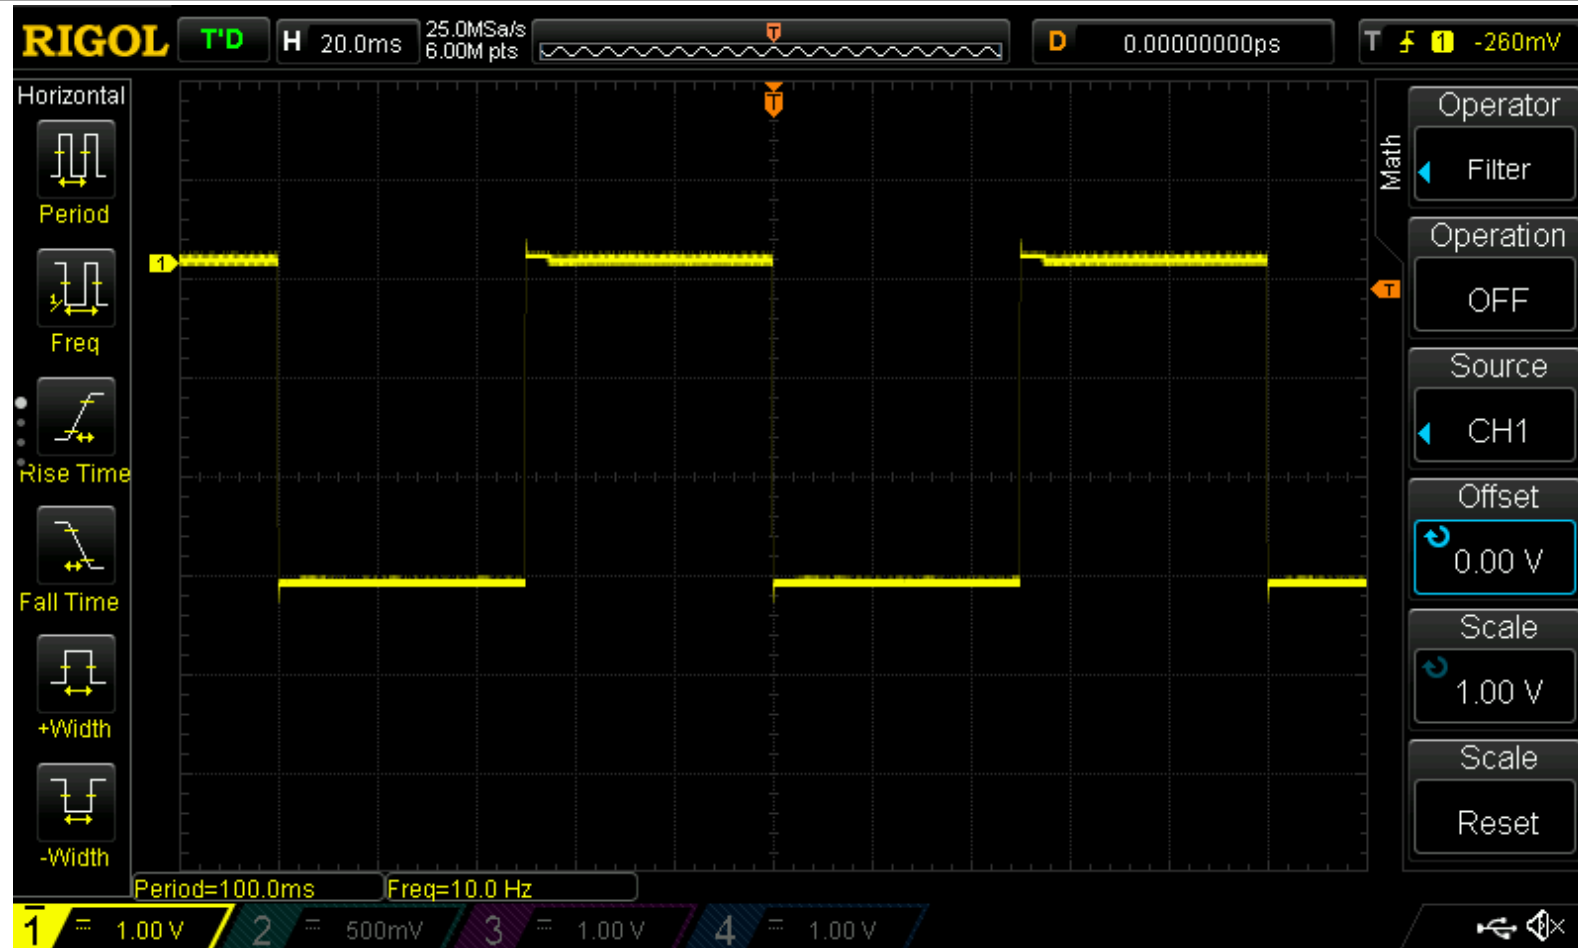 RIGOL T'D H 20.0ms 25.0MSa/s 6.00M pts T D 0.00000000ps T 1 -260mV
Horizontal
Period
Freq
Rise Time
Fall Time
+Width
-Width
T
1
T
Math
Operator
Filter
Operation
OFF
Source
CH1
Offset
0.00 V
Scale
1.00 V
Scale
Reset
Period=100.0ms Freq=10.0 Hz
1 = 1.00 V 2 = 500mV 3 = 1.00 V 4 = 1.00 V